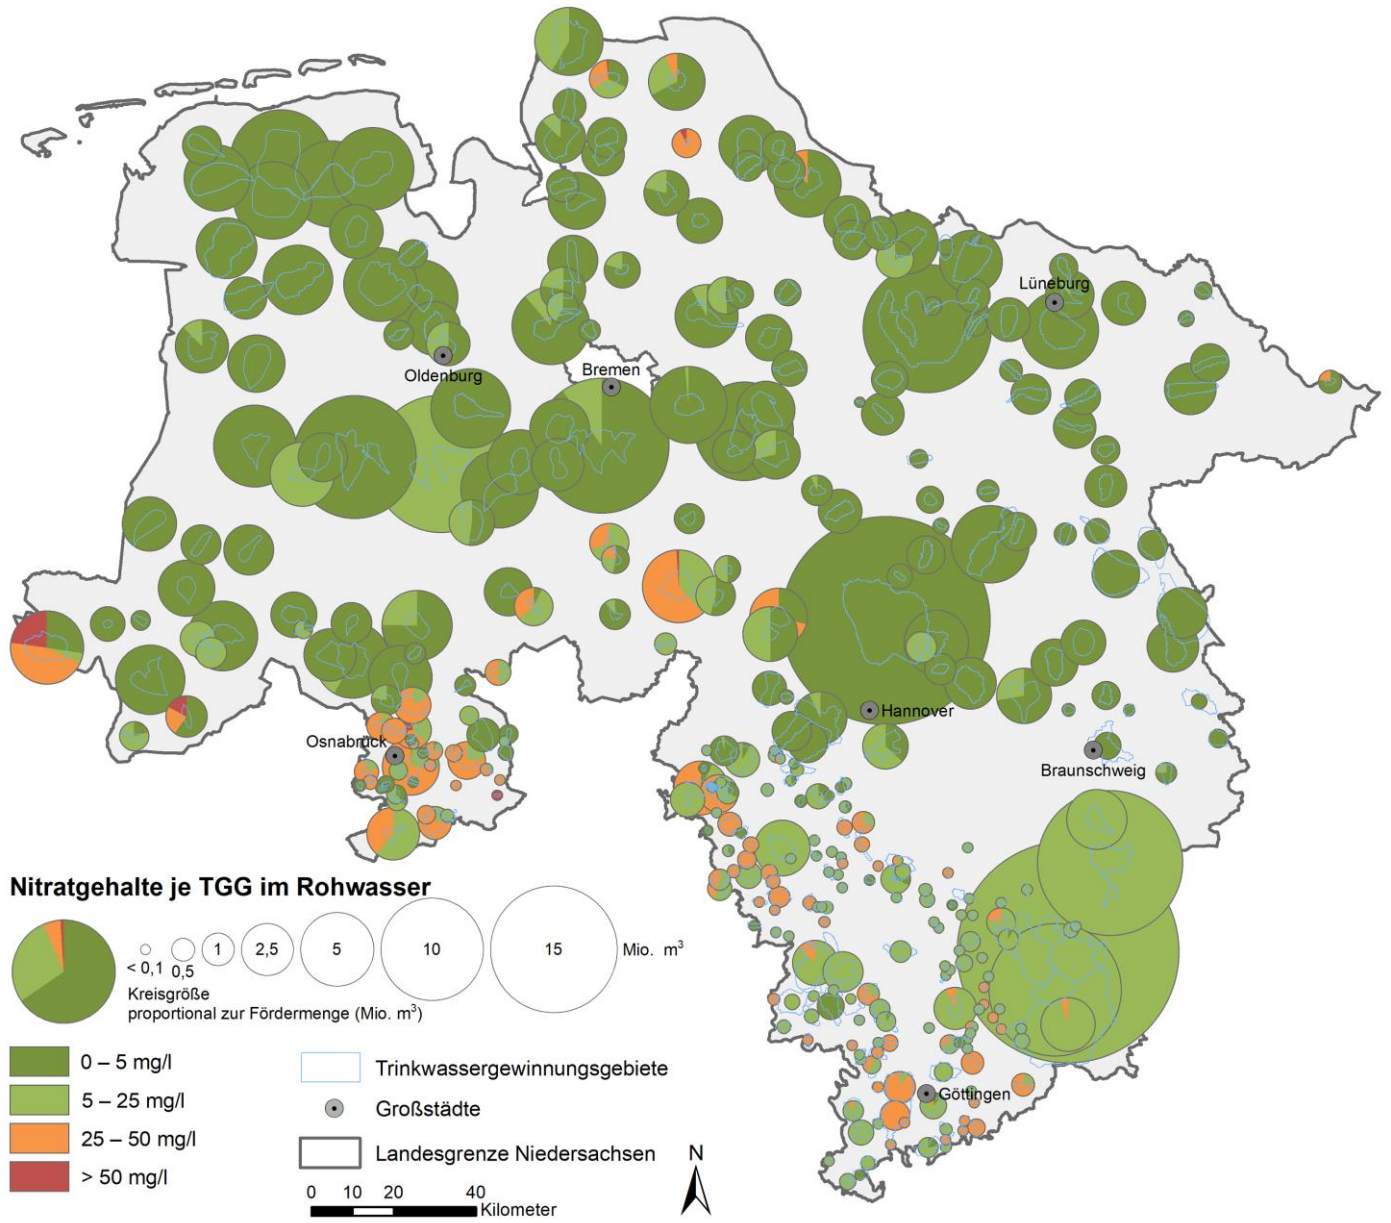 Lüneburg
Bremen
Oldenburg
Hannover
Osnabrück
Braunschweig
Göttingen
Nitratgehalte je TGG im Rohwasser
< 0,1
0,5
1
2,5
5
10
15
Mio. m³
Kreisgröße
proportional zur Fördermenge (Mio. m³)
0 – 5 mg/l
5 – 25 mg/l
25 – 50 mg/l
> 50 mg/l
Trinkwassergewinnungsgebiete
Großstädte
Landesgrenze Niedersachsen
0 10 20 40
Kilometer
N